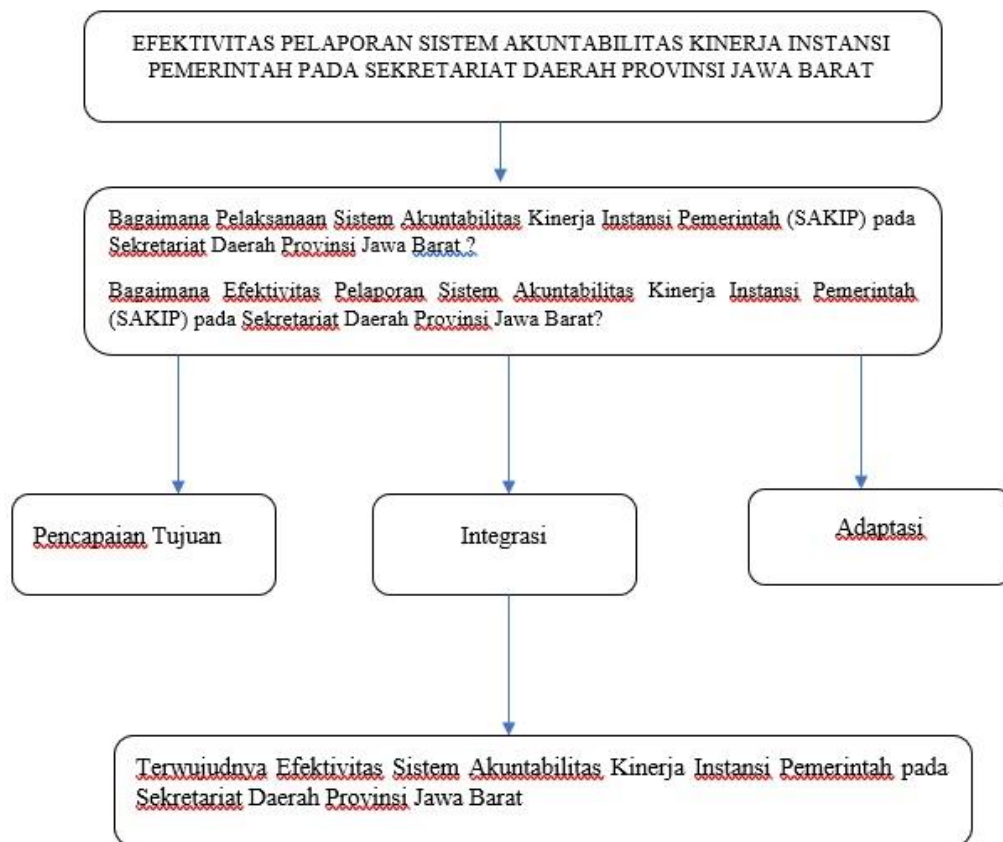 EFEKTIVITAS PELAPORAN SISTEM AKUNTABILITAS KINERJA INSTANSI
PEMERINTAH PADA SEKRETARIAT DAERAH PROVINSI JAWA BARAT
Bagaimana Pelaksanaan Sistem Akuntabilitas Kinerja Instansi Pemerintah (SAKIP) pada
Sekretariat Daerah Provinsi Jawa Barat ?
Bagaimana Efektivitas Pelaporan Sistem Akuntabilitas Kinerja Instansi Pemerintah
(SAKIP) pada Sekretariat Daerah Provinsi Jawa Barat?
Pencapaian Tujuan
Integrasi
Adaptasi
Terwujudnya Efektivitas Sistem Akuntabilitas Kinerja Instansi Pemerintah pada
Sekretariat Daerah Provinsi Jawa Barat